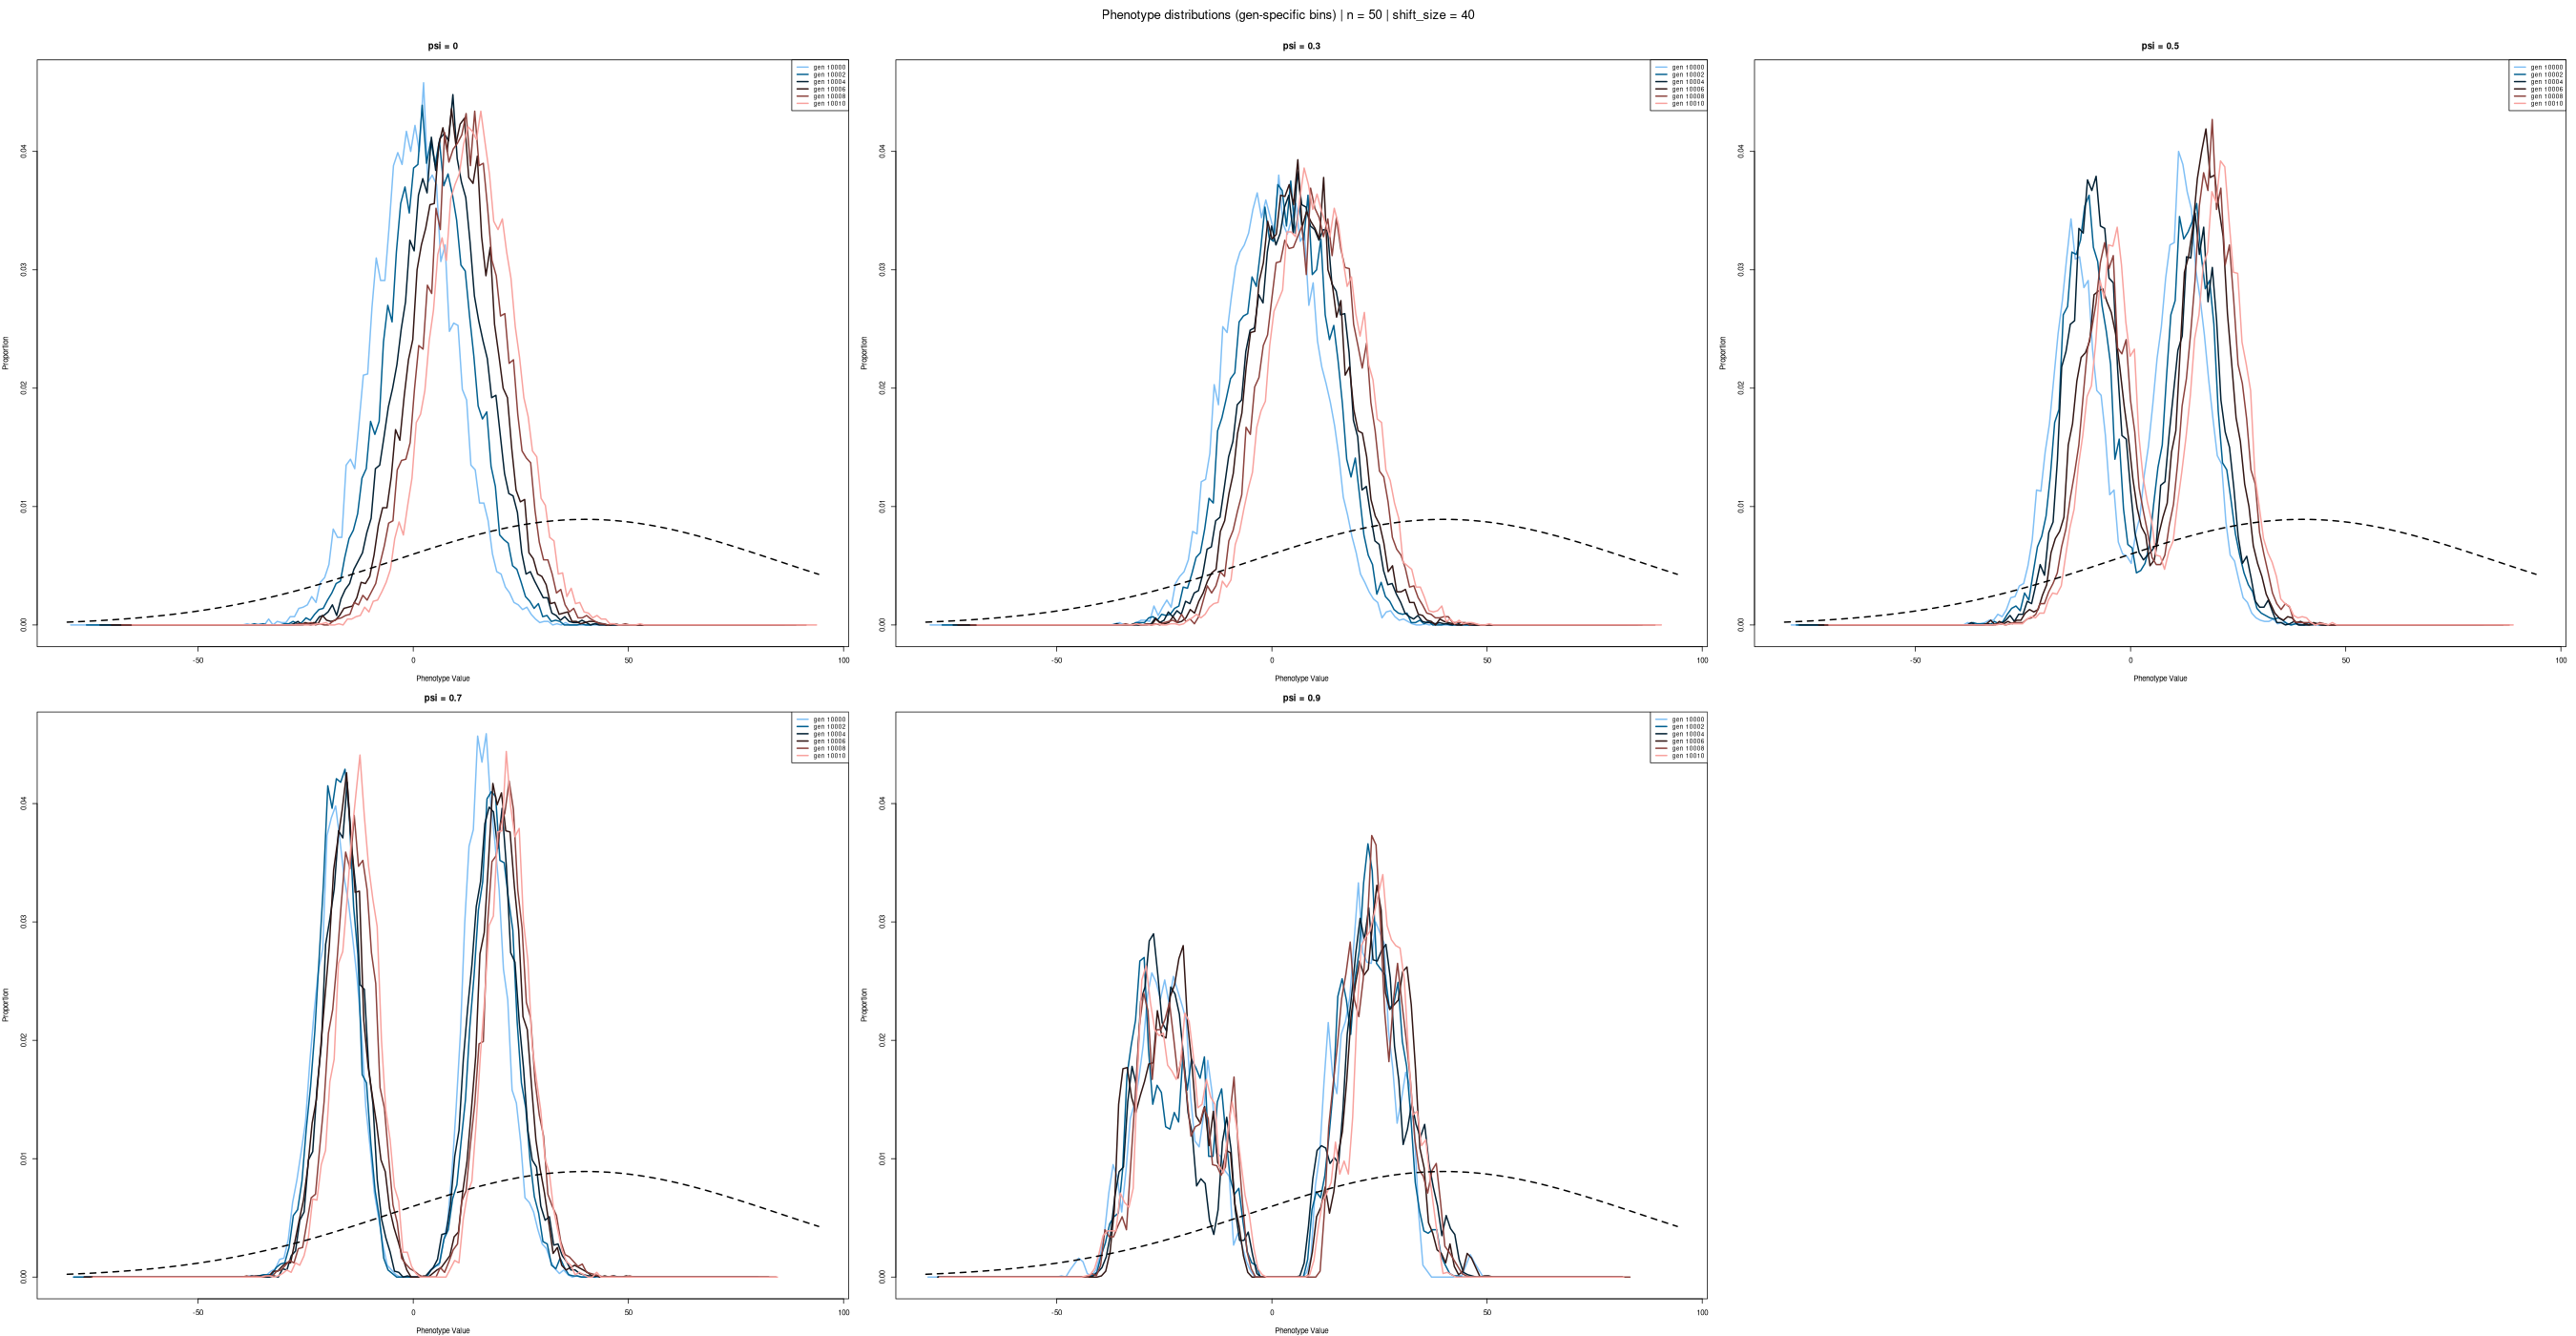 Phenotype distributions (gen-specific bins) | n = 50 | shift_size = 40
psi = 0
gen 10000
gen 10002
gen 10004
gen 10006
gen 10008
gen 10010
Proportion
0.04
0.03
0.02
0.01
0.00
-50 0 50 100
Phenotype Value
psi = 0.3
gen 10000
gen 10002
gen 10004
gen 10006
gen 10008
gen 10010
Proportion
0.04
0.03
0.02
0.01
0.00
-50 0 50 100
Phenotype Value
psi = 0.5
gen 10000
gen 10002
gen 10004
gen 10006
gen 10008
gen 10010
Proportion
0.04
0.03
0.02
0.01
0.00
-50 0 50 100
Phenotype Value
psi = 0.7
gen 10000
gen 10002
gen 10004
gen 10006
gen 10008
gen 10010
Proportion
0.04
0.03
0.02
0.01
0.00
-50 0 50 100
Phenotype Value
psi = 0.9
gen 10000
gen 10002
gen 10004
gen 10006
gen 10008
gen 10010
Proportion
0.04
0.03
0.02
0.01
0.00
-50 0 50 100
Phenotype Value